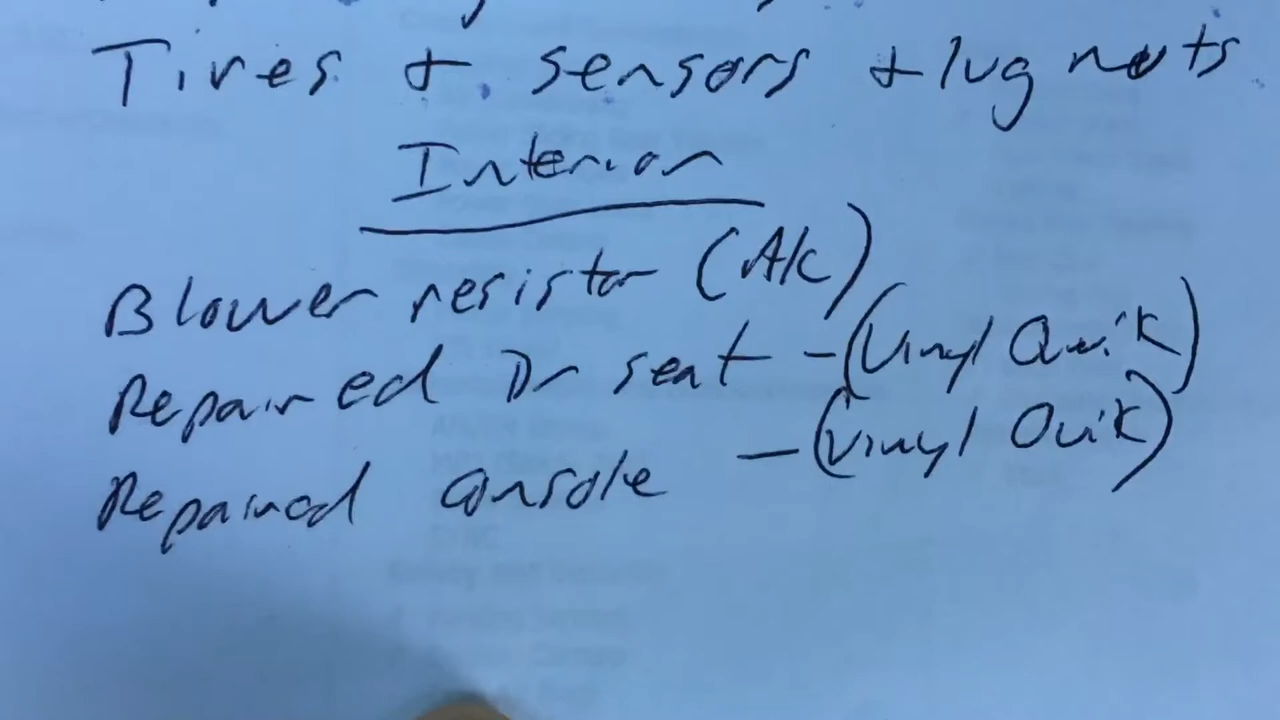 Tires + sensors + lug nuts
Interior
Blower resistor (A/c)
Repaired Dr seat - (Vinyl Quik)
Repaired console - (Vinyl Quik)